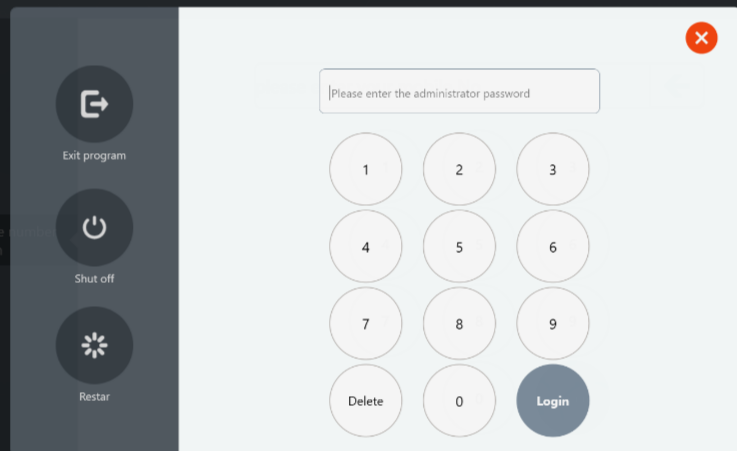 Exit program
Shut off
Restar
Please enter the administrator password
1 2 3
4 5 6
7 8 9
Delete 0 Login